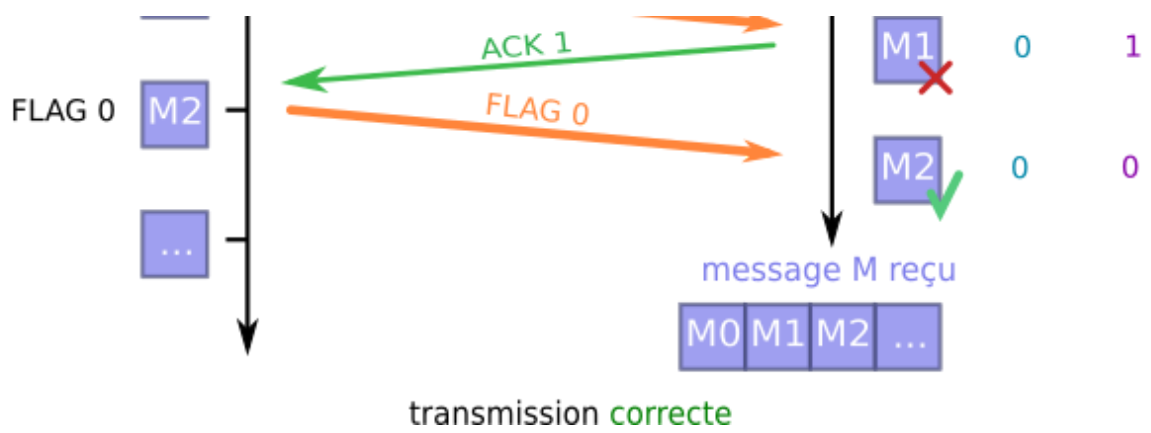 ACK 1
M1 0 1
FLAG 0 M2
FLAG 0
M2 0 0
...
message M reçu
M0 M1 M2 ...
transmission correcte